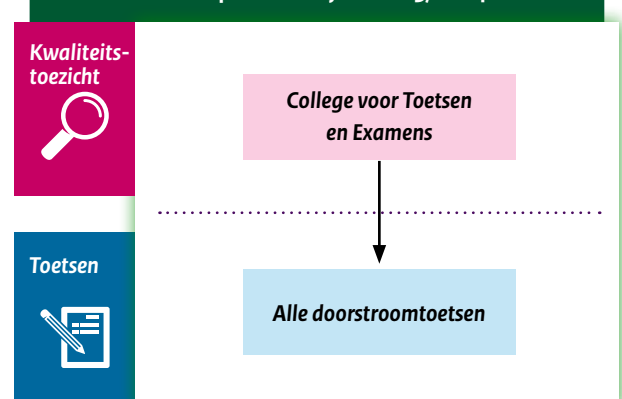 Kwaliteits-
toezicht
College voor Toetsen
en Examens
Toetsen
Alle doorstroomtoetsen